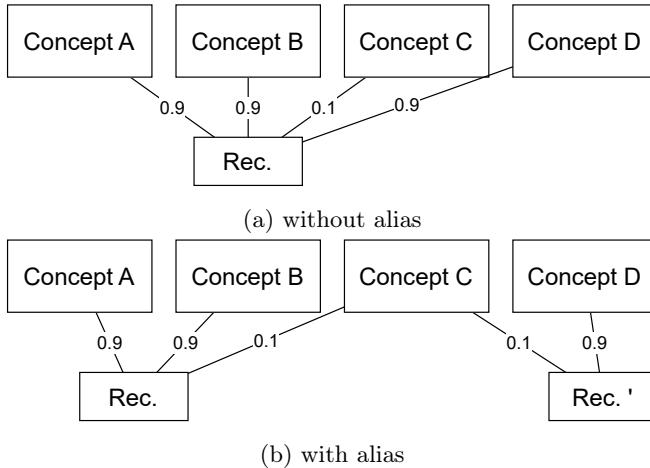 Concept A Concept B Concept C Concept D
0.9 0.9 0.1 0.9
Rec.
(a) without alias
Concept A Concept B Concept C Concept D
0.9 0.9 0.1 0.1 0.9
Rec. Rec. '
(b) with alias